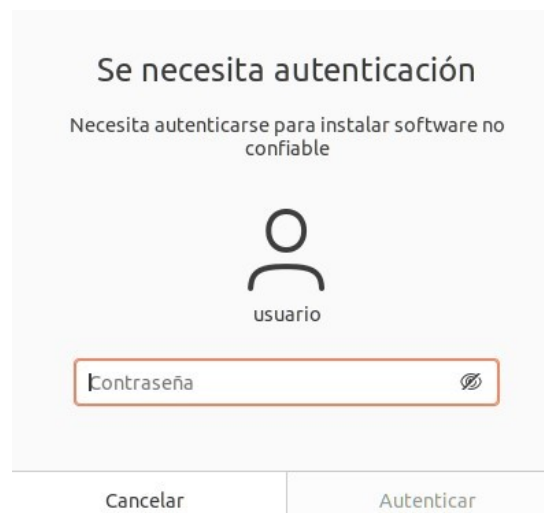 Se necesita autenticación
Necesita autenticarse para instalar software no
confiable
usuario
Contraseña
Cancelar
Autenticar